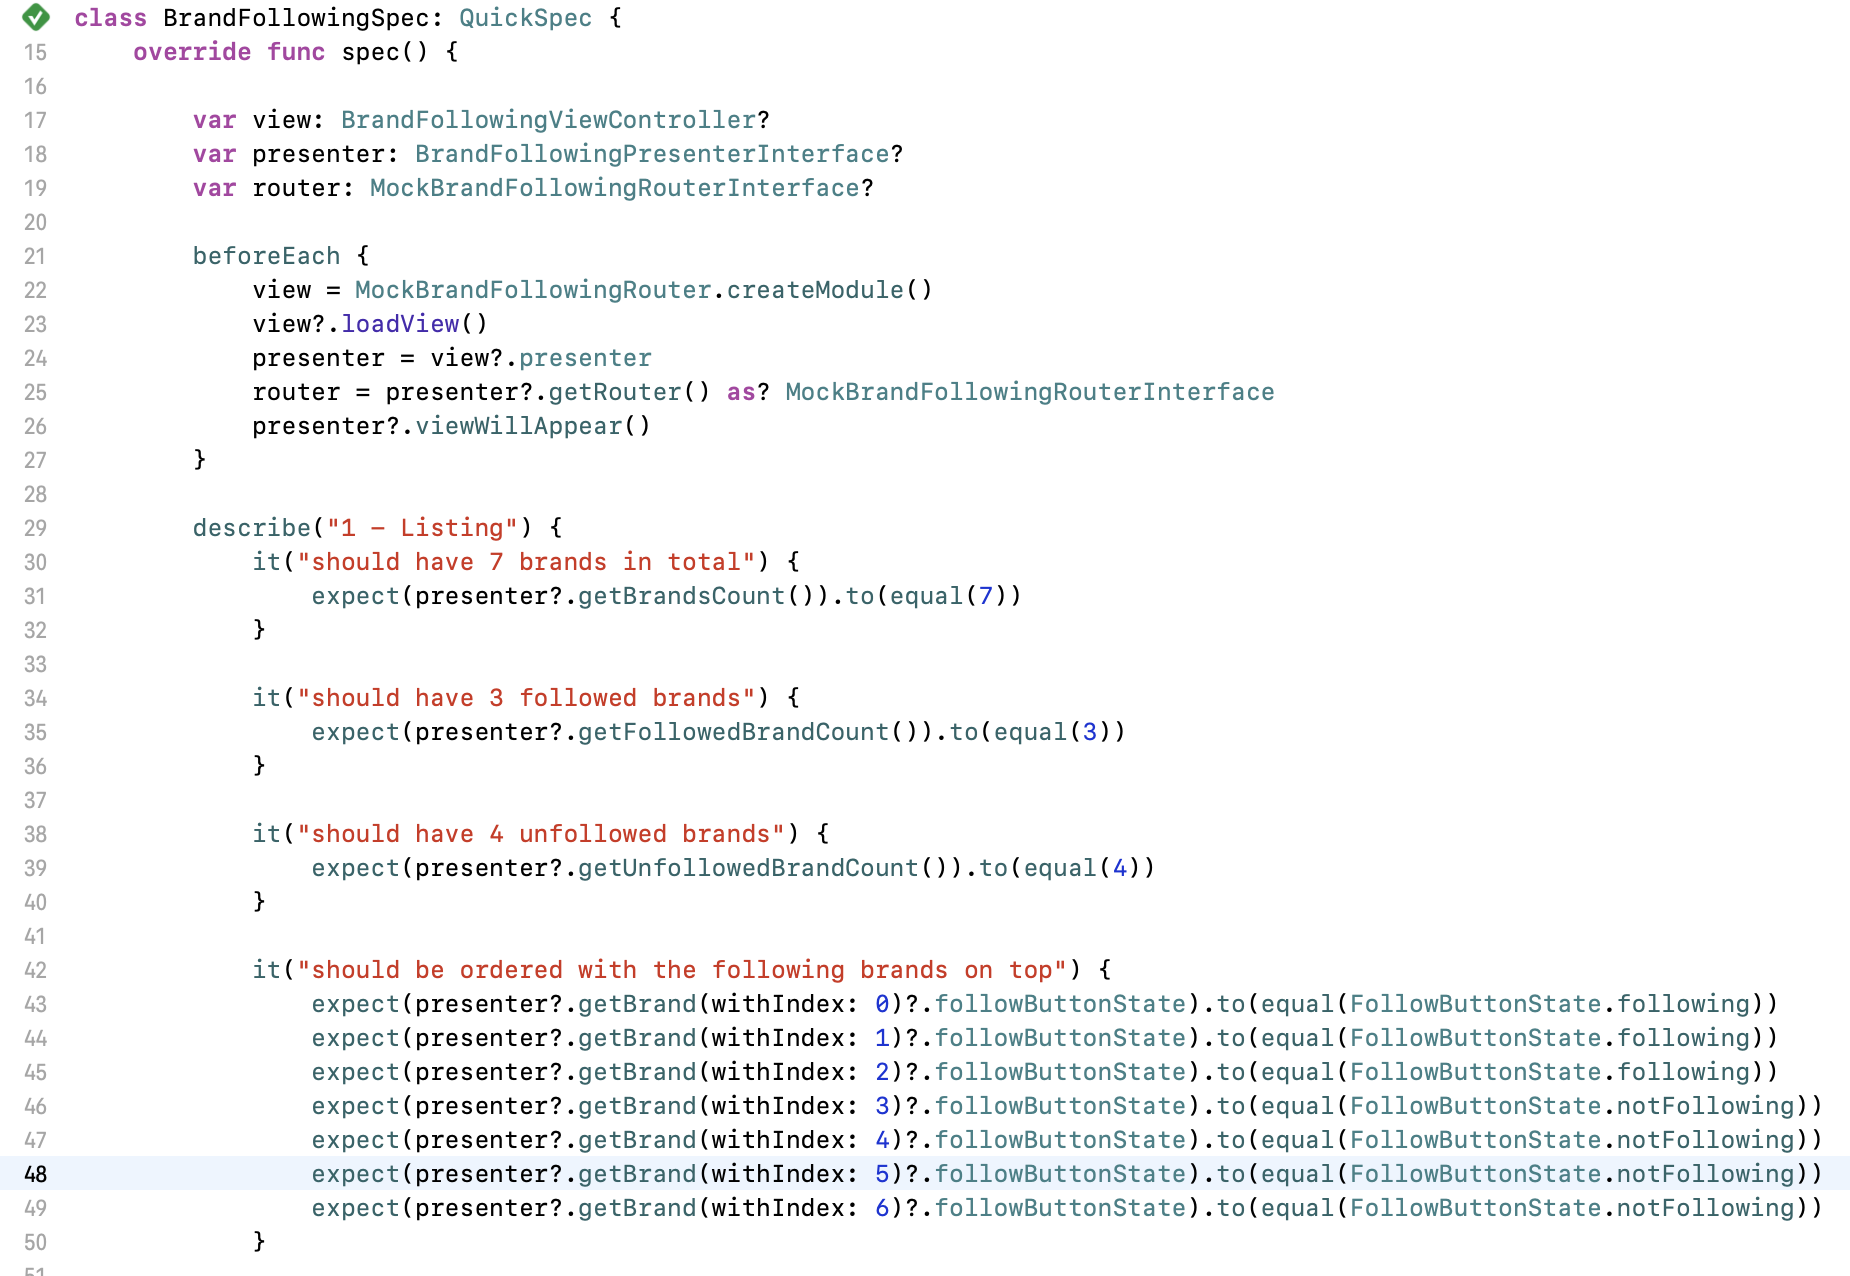 class BrandFollowingSpec: QuickSpec {
15     override func spec() {
16
17         var view: BrandFollowingViewController?
18         var presenter: BrandFollowingPresenterInterface?
19         var router: MockBrandFollowingRouterInterface?
20
21         beforeEach {
22             view = MockBrandFollowingRouter.createModule()
23             view?.loadView()
24             presenter = view?.presenter
25             router = presenter?.getRouter() as? MockBrandFollowingRouterInterface
26             presenter?.viewWillAppear()
27         }
28
29         describe("1 – Listing") {
30             it("should have 7 brands in total") {
31                 expect(presenter?.getBrandsCount()).to(equal(7))
32             }
33
34             it("should have 3 followed brands") {
35                 expect(presenter?.getFollowedBrandCount()).to(equal(3))
36             }
37
38             it("should have 4 unfollowed brands") {
39                 expect(presenter?.getUnfollowedBrandCount()).to(equal(4))
40             }
41
42             it("should be ordered with the following brands on top") {
43                 expect(presenter?.getBrand(withIndex: 0)?.followButtonState).to(equal(FollowButtonState.following))
44                 expect(presenter?.getBrand(withIndex: 1)?.followButtonState).to(equal(FollowButtonState.following))
45                 expect(presenter?.getBrand(withIndex: 2)?.followButtonState).to(equal(FollowButtonState.following))
46                 expect(presenter?.getBrand(withIndex: 3)?.followButtonState).to(equal(FollowButtonState.notFollowing))
47                 expect(presenter?.getBrand(withIndex: 4)?.followButtonState).to(equal(FollowButtonState.notFollowing))
48                 expect(presenter?.getBrand(withIndex: 5)?.followButtonState).to(equal(FollowButtonState.notFollowing))
49                 expect(presenter?.getBrand(withIndex: 6)?.followButtonState).to(equal(FollowButtonState.notFollowing))
50             }
51